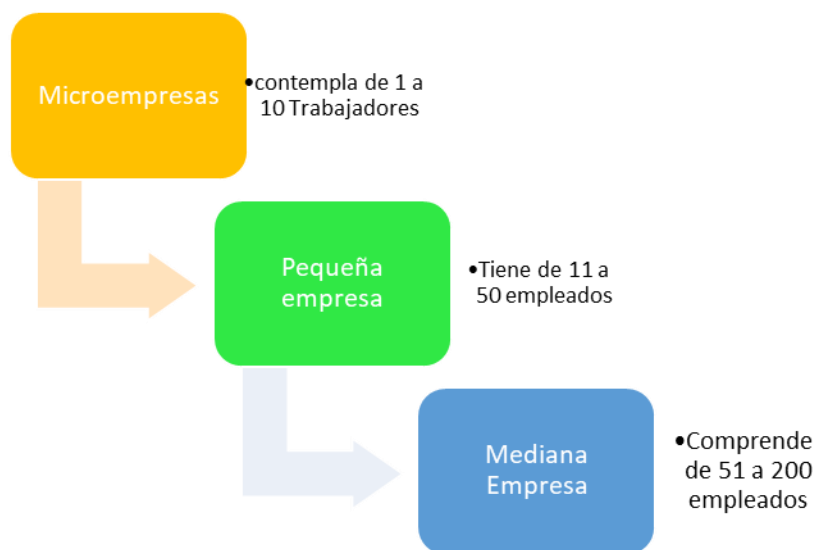 Microempresas
•contempla de 1 a
10 Trabajadores
Pequeña
empresa
•Tiene de 11 a
50 empleados
Mediana
Empresa
•Comprende
de 51 a 200
empleados